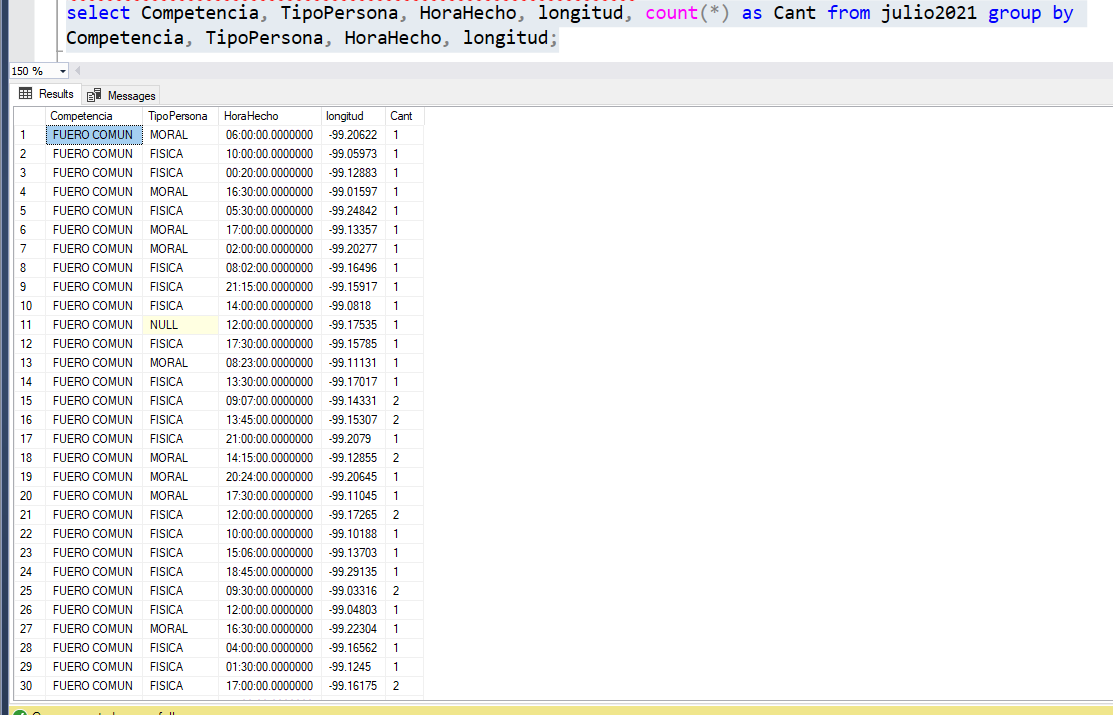 select Competencia, TipoPersona, HoraHecho, longitud, count(*) as Cant from julio2021 group by
Competencia, TipoPersona, HoraHecho, longitud;
150 %
Results Messages
Competencia TipoPersona HoraHecho longitud Cant
1 FUERO COMUN MORAL 06:00:00.0000000 -99.20622 1
2 FUERO COMUN FISICA 10:00:00.0000000 -99.05973 1
3 FUERO COMUN FISICA 00:20:00.0000000 -99.12883 1
4 FUERO COMUN MORAL 16:30:00.0000000 -99.01597 1
5 FUERO COMUN FISICA 05:30:00.0000000 -99.24842 1
6 FUERO COMUN MORAL 17:00:00.0000000 -99.13357 1
7 FUERO COMUN MORAL 02:00:00.0000000 -99.20277 1
8 FUERO COMUN FISICA 08:02:00.0000000 -99.16496 1
9 FUERO COMUN FISICA 21:15:00.0000000 -99.15917 1
10 FUERO COMUN FISICA 14:00:00.0000000 -99.0818 1
11 FUERO COMUN NULL 12:00:00.0000000 -99.17535 1
12 FUERO COMUN FISICA 17:30:00.0000000 -99.15785 1
13 FUERO COMUN MORAL 08:23:00.0000000 -99.11131 1
14 FUERO COMUN FISICA 13:30:00.0000000 -99.17017 1
15 FUERO COMUN FISICA 09:07:00.0000000 -99.14331 2
16 FUERO COMUN FISICA 13:45:00.0000000 -99.15307 2
17 FUERO COMUN FISICA 21:00:00.0000000 -99.2079 1
18 FUERO COMUN MORAL 14:15:00.0000000 -99.12855 2
19 FUERO COMUN MORAL 20:24:00.0000000 -99.20645 1
20 FUERO COMUN MORAL 17:30:00.0000000 -99.11045 1
21 FUERO COMUN FISICA 12:00:00.0000000 -99.17265 2
22 FUERO COMUN FISICA 10:00:00.0000000 -99.10188 1
23 FUERO COMUN FISICA 15:06:00.0000000 -99.13703 1
24 FUERO COMUN FISICA 18:45:00.0000000 -99.29135 1
25 FUERO COMUN FISICA 09:30:00.0000000 -99.03316 2
26 FUERO COMUN FISICA 12:00:00.0000000 -99.04803 1
27 FUERO COMUN MORAL 16:30:00.0000000 -99.22304 1
28 FUERO COMUN FISICA 04:00:00.0000000 -99.16562 1
29 FUERO COMUN FISICA 01:30:00.0000000 -99.1245 1
30 FUERO COMUN FISICA 17:00:00.0000000 -99.16175 2